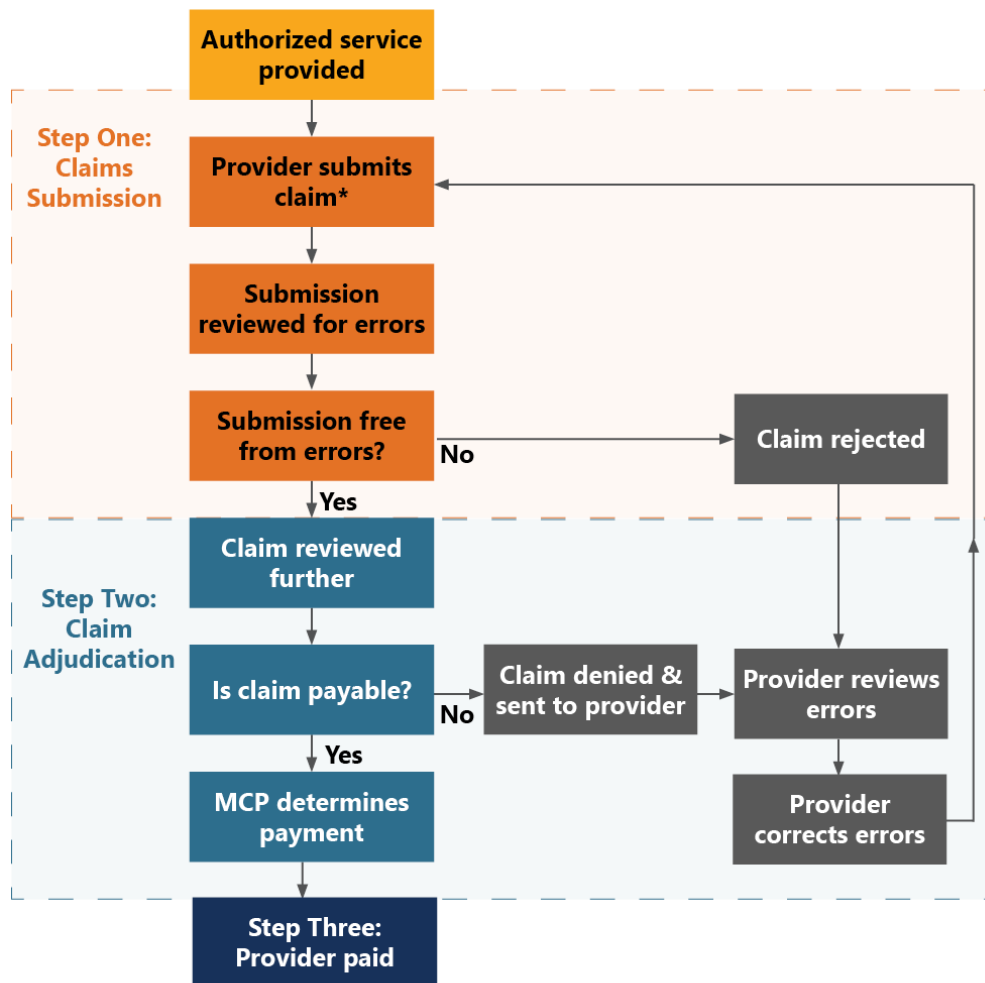 Authorized service
provided
Step One:
Claims
Submission
Provider submits
claim*
Submission
reviewed for errors
Submission free
from errors?
No
Claim rejected
Yes
Claim reviewed
further
Step Two:
Claim
Adjudication
Is claim payable?
No
Claim denied &
sent to provider
Provider reviews
errors
Yes
MCP determines
payment
Provider
corrects errors
Step Three:
Provider paid